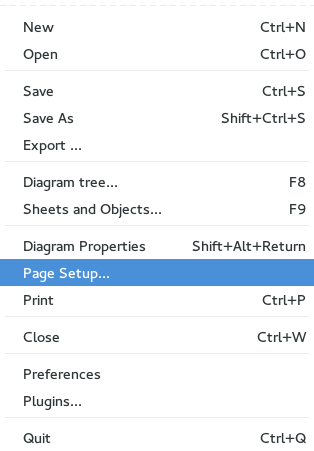 New Ctrl+N
Open Ctrl+O
Save Ctrl+S
Save As Shift+Ctrl+S
Export ...
Diagram tree... F8
Sheets and Objects... F9
Diagram Properties Shift+Alt+Return
Page Setup...
Print Ctrl+P
Close Ctrl+W
Preferences
Plugins...
Quit Ctrl+Q